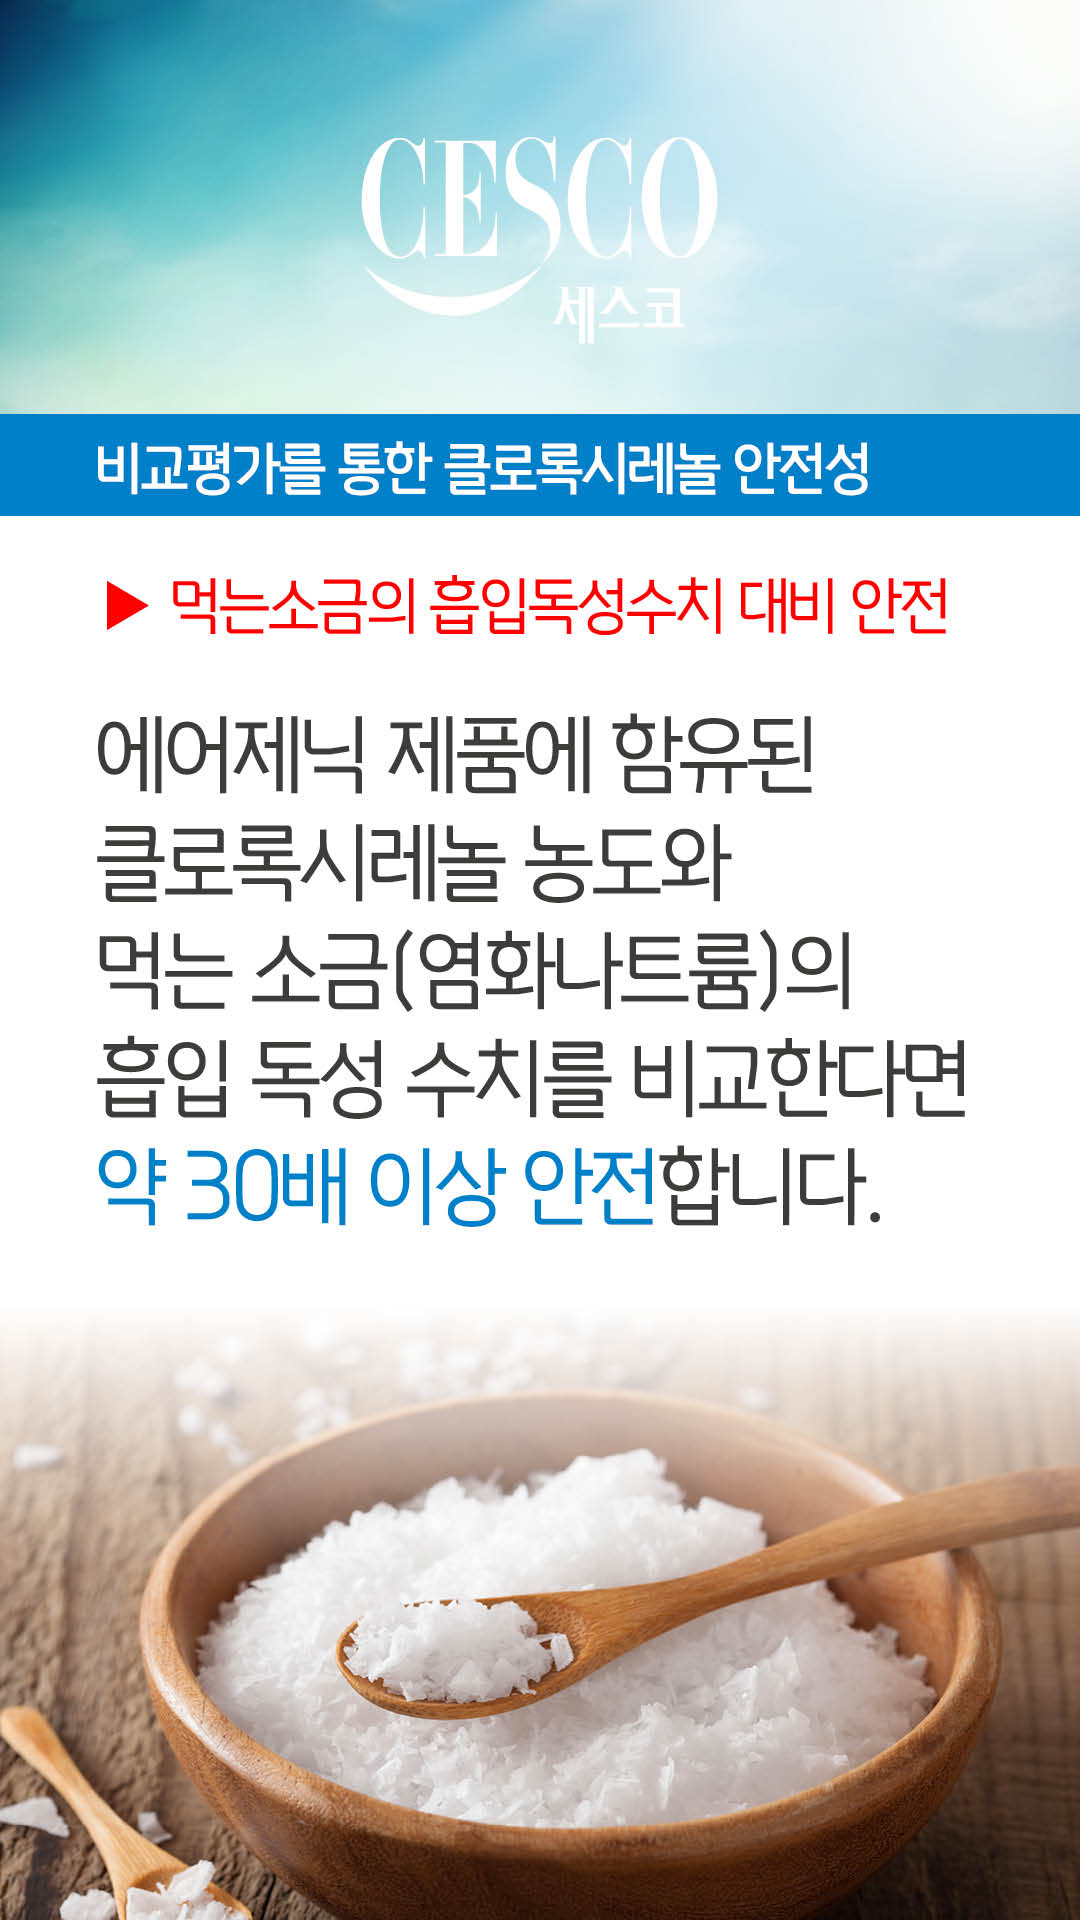 CESCO
세스코
비교평가를 통한 클로록시레놀 안전성
▶ 먹는소금의 흡입독성수치 대비 안전
에어제닉 제품에 함유된
클로록시레놀 농도와
먹는 소금(염화나트륨)의
흡입 독성 수치를 비교한다면
약 30배 이상 안전합니다.